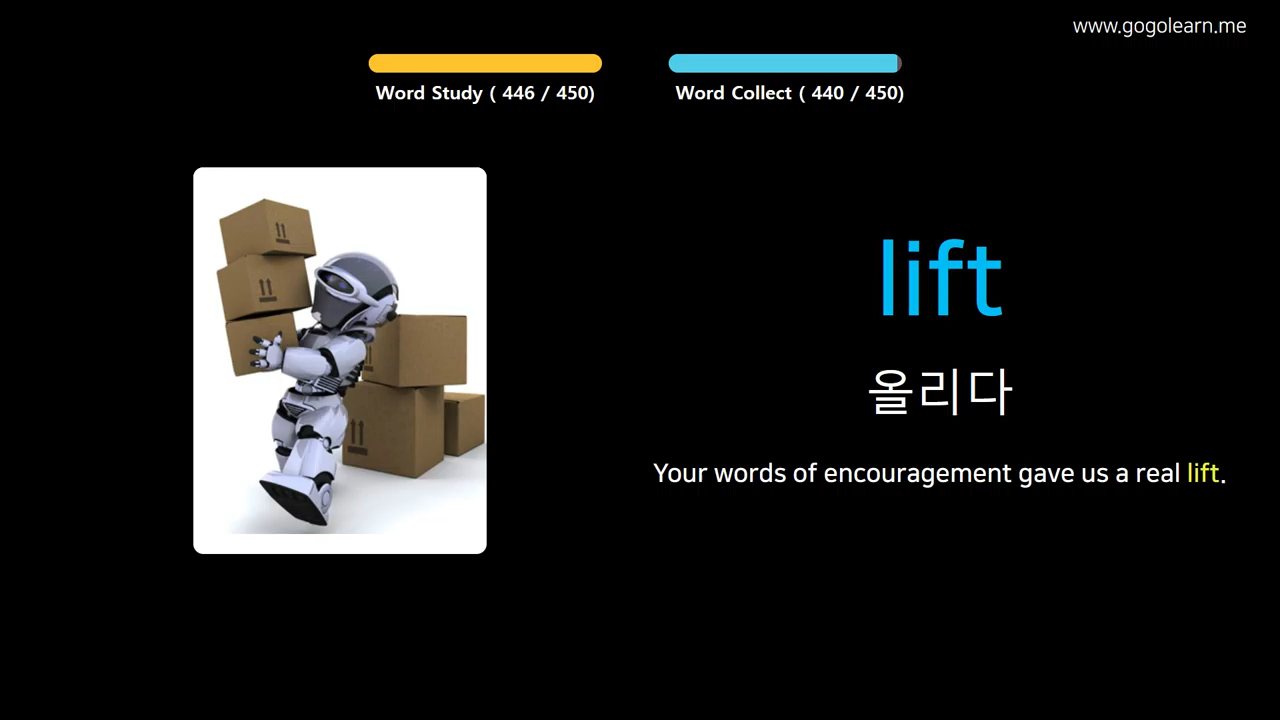 www.gogolearn.me
Word Study ( 446 / 450)
Word Collect ( 440 / 450)
lift
올리다
Your words of encouragement gave us a real lift.